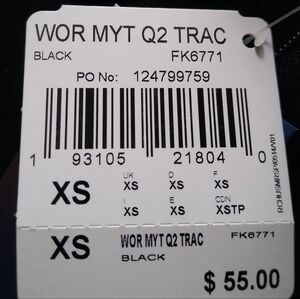 WOR MYT Q2 TRAC
BLACK FK6771
PO No: 124799759
1 93105 21804 0
XS
UK D F
XS XS XS
I E CDN
XS XS XSTP
XS WOR MYT Q2 TRAC FK6771
BLACK
$ 55.00